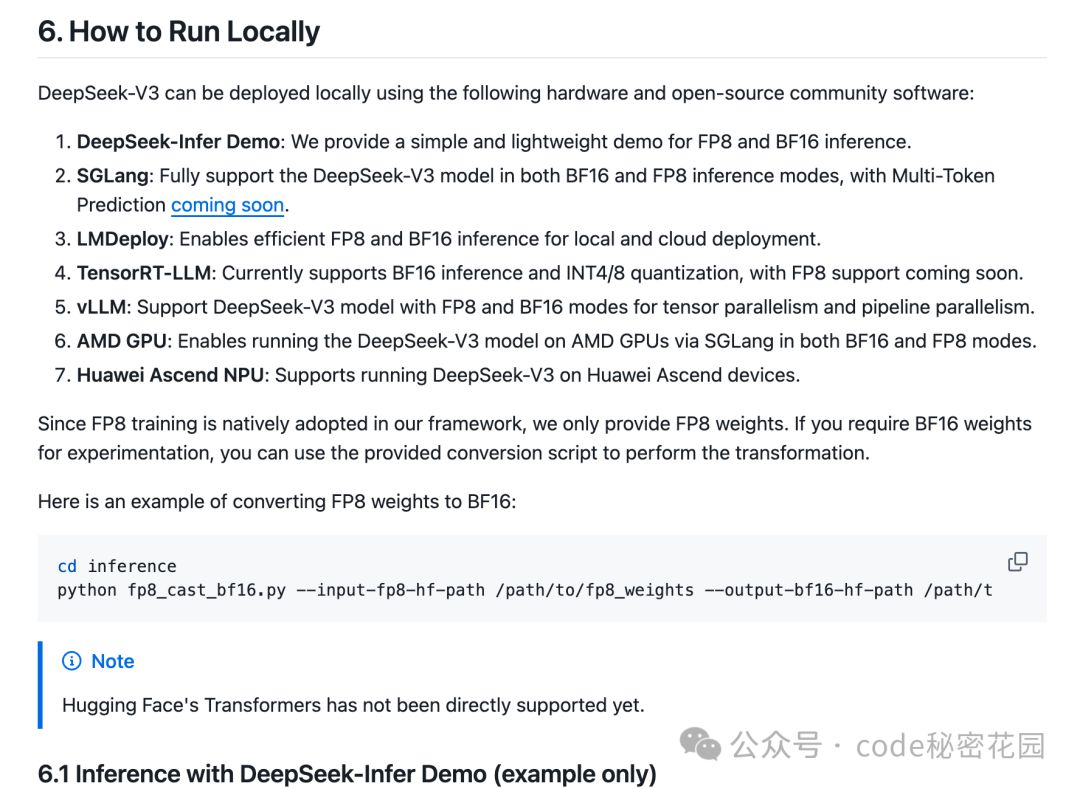 6. How to Run Locally
DeepSeek-V3 can be deployed locally using the following hardware and open-source community software:
1. DeepSeek-Infer Demo: We provide a simple and lightweight demo for FP8 and BF16 inference.
2. SGLang: Fully support the DeepSeek-V3 model in both BF16 and FP8 inference modes, with Multi-Token
Prediction coming soon.
3. LMDeploy: Enables efficient FP8 and BF16 inference for local and cloud deployment.
4. TensorRT-LLM: Currently supports BF16 inference and INT4/8 quantization, with FP8 support coming soon.
5. vLLM: Support DeepSeek-V3 model with FP8 and BF16 modes for tensor parallelism and pipeline parallelism.
6. AMD GPU: Enables running the DeepSeek-V3 model on AMD GPUs via SGLang in both BF16 and FP8 modes.
7. Huawei Ascend NPU: Supports running DeepSeek-V3 on Huawei Ascend devices.
Since FP8 training is natively adopted in our framework, we only provide FP8 weights. If you require BF16 weights
for experimentation, you can use the provided conversion script to perform the transformation.
Here is an example of converting FP8 weights to BF16:
cd inference
python fp8_cast_bf16.py --input-fp8-hf-path /path/to/fp8_weights --output-bf16-hf-path /path/t
Note
Hugging Face's Transformers has not been directly supported yet.
公众号 · code秘密花园
6.1 Inference with DeepSeek-Infer Demo (example only)